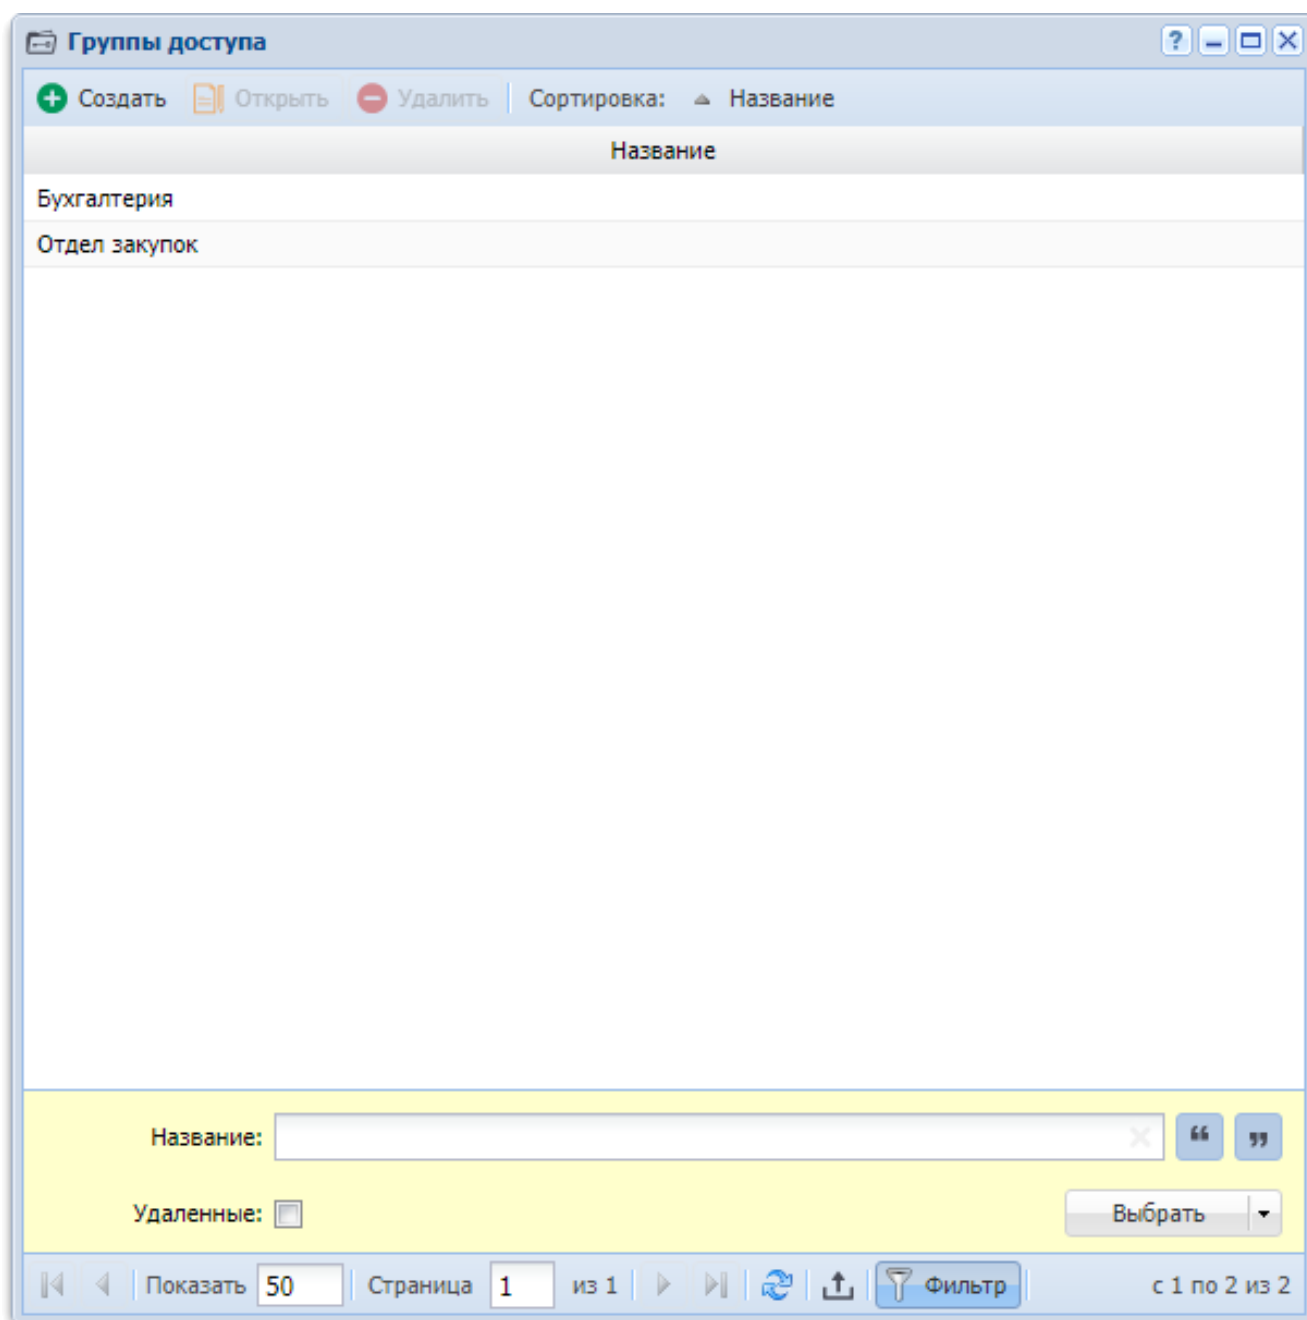 Группы доступа
Создать Открыть Удалить Сортировка: Название
Название
Бухгалтерия
Отдел закупок
Название: “ ”
Удаленные: Выбрать
Показать 50 Страница 1 из 1 Фильтр с 1 по 2 из 2